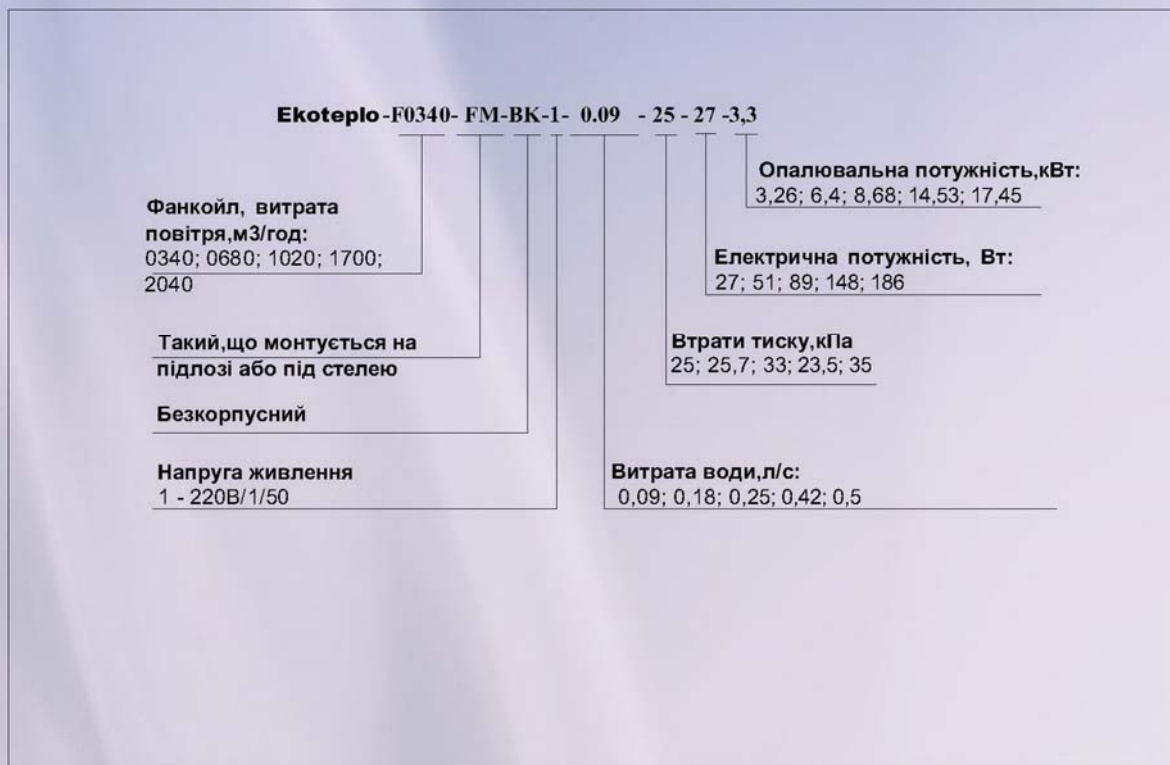 Ekoteplo-F0340- FM-BK-1- 0.09 - 25 - 27 -3,3
Опалювальна потужність,кВт:
3,26; 6,4; 8,68; 14,53; 17,45
Фанкойл, витрата
повітря,м3/год:
0340; 0680; 1020; 1700;
2040
Електрична потужність, Вт:
27; 51; 89; 148; 186
Такий,що монтується на
підлозі або під стелею
Втрати тиску,кПа
25; 25,7; 33; 23,5; 35
Безкорпусний
Напруга живлення
1 - 220В/1/50
Витрата води,л/с:
0,09; 0,18; 0,25; 0,42; 0,5